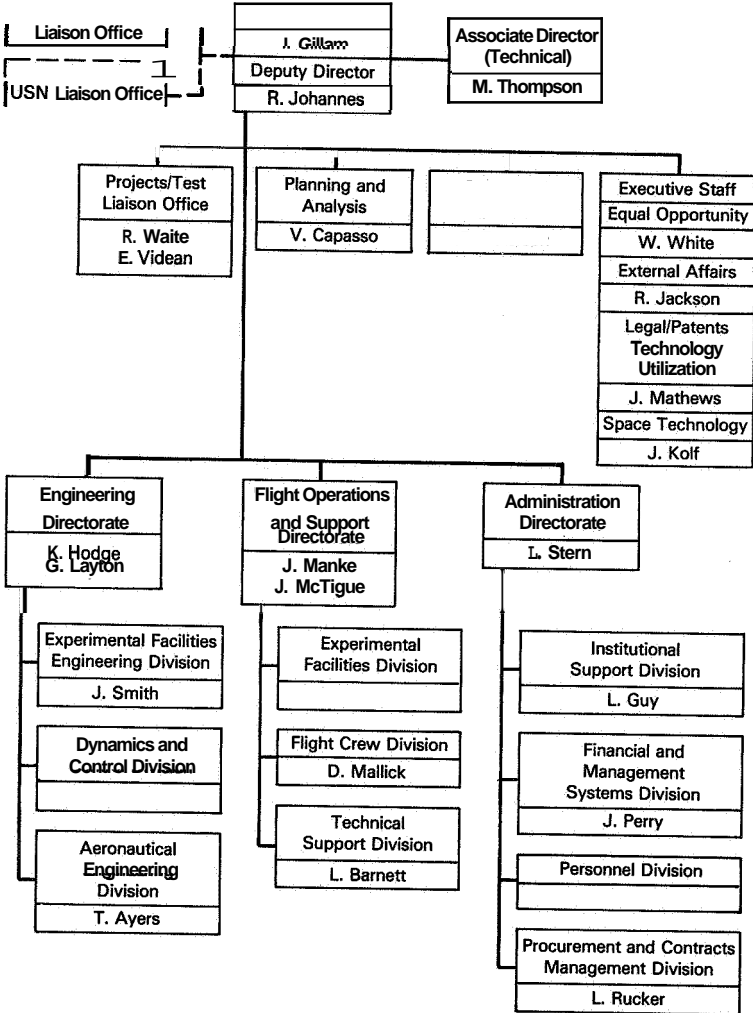 Liaison Office
USN Liaison Office
I. Gillam
Deputy Director
R. Johannes
Associate Director
(Technical)
M. Thompson
Projects/Test
Liaison Office
R. Waite
E. Videan
Planning and
Analysis
V. Capasso
Executive Staff
Equal Opportunity
W. White
External Affairs
R. Jackson
Legal/Patents
Technology
Utilization
J. Mathews
Space Technology
J. Kolf
Engineering
Directorate
K. Hodge
G. Layton
Flight Operations
and Support
Directorate
J. Manke
J. McTigue
Administration
Directorate
L. Stern
Experimental Facilities
Engineering Division
J. Smith
Dynamics and
Control Division
Aeronautical
Engineering
Division
T. Ayers
Experimental
Facilities Division
Flight Crew Division
D. Mallick
Technical
Support Division
L. Barnett
Institutional
Support Division
L. Guy
Financial and
Management
Systems Division
J. Perry
Personnel Division
Procurement and Contracts
Management Division
L. Rucker